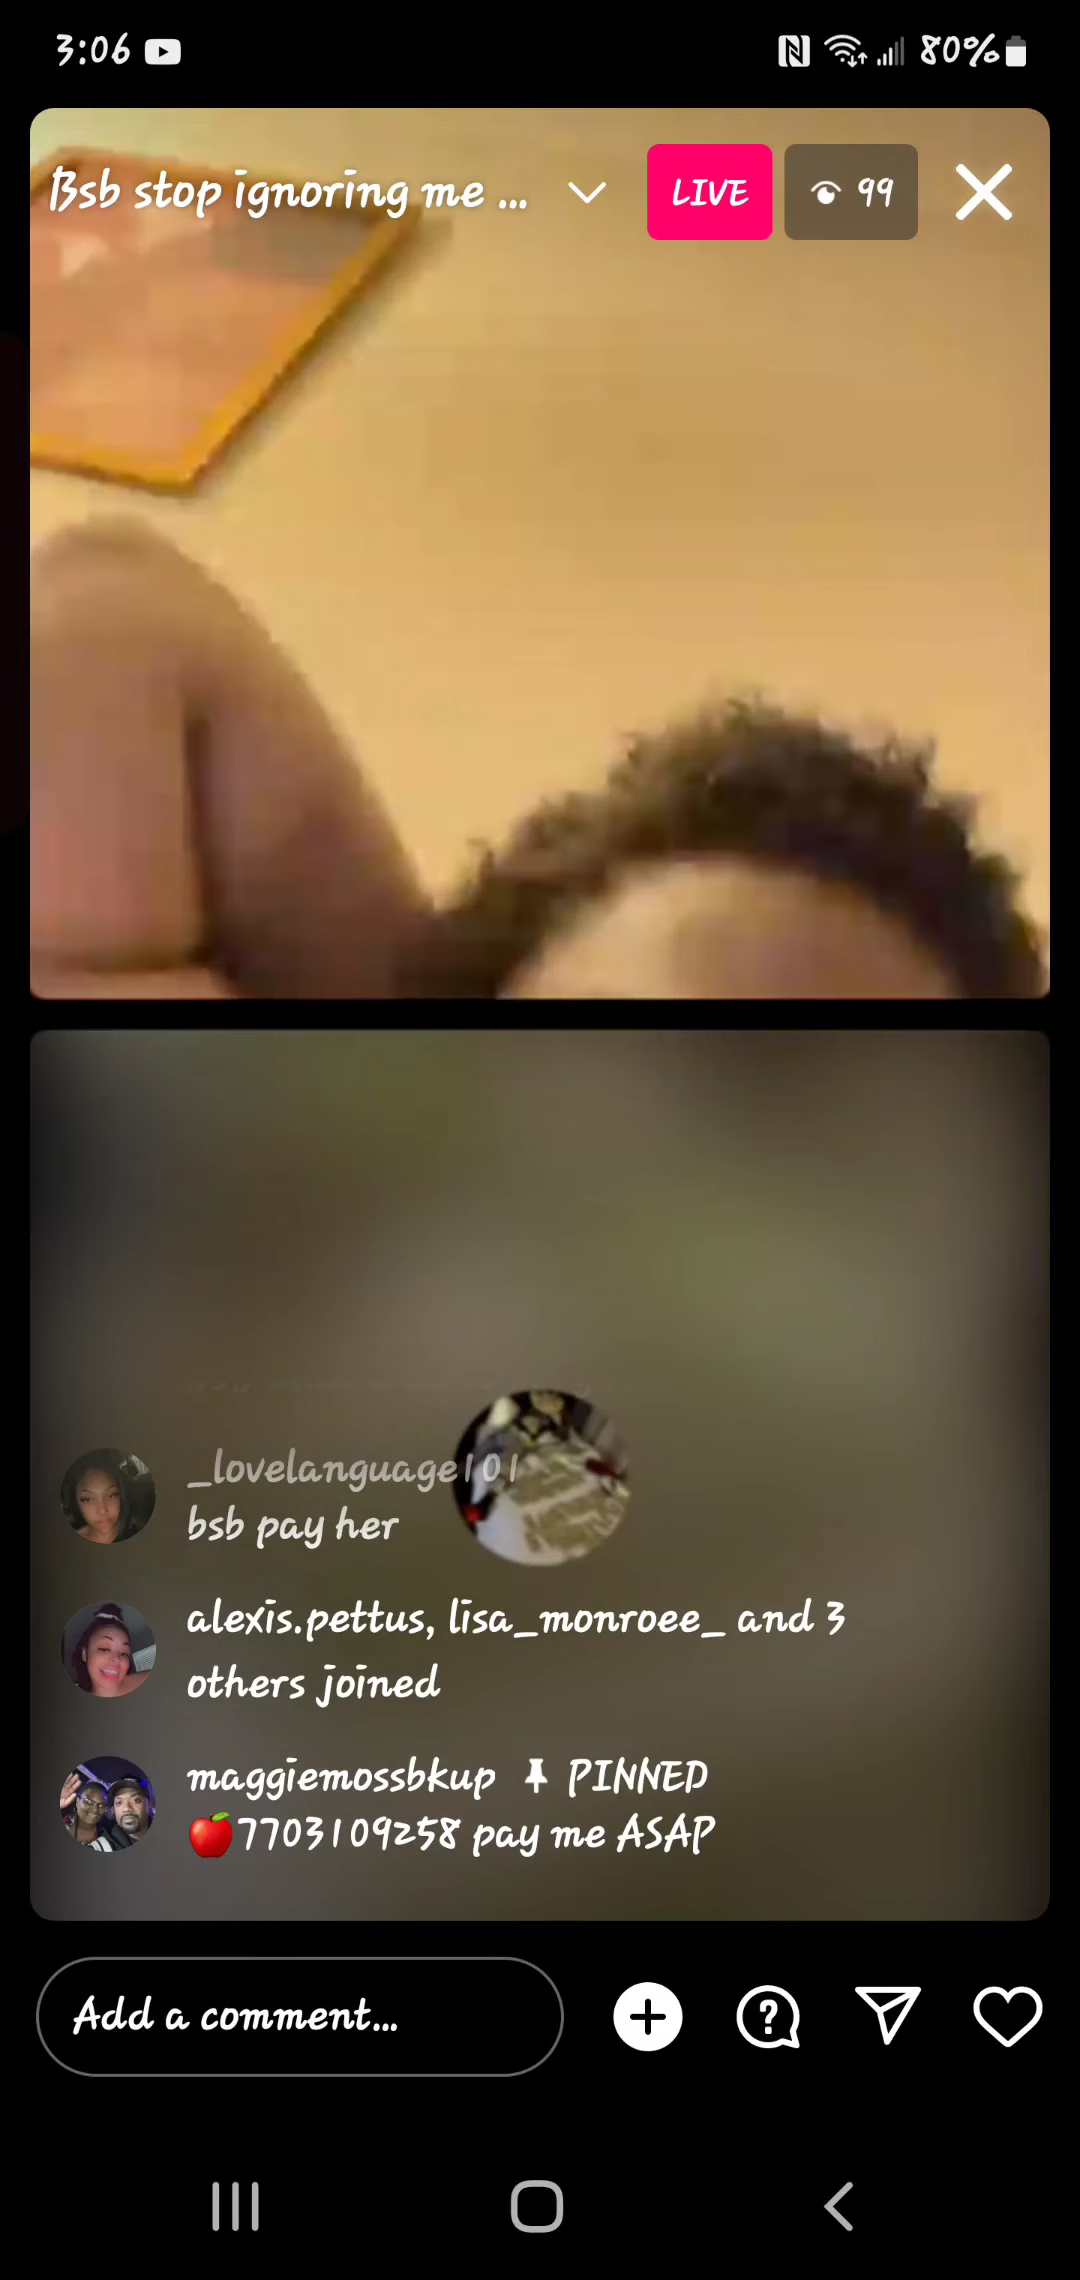 3:06
80%
Bsb stop ignoring me ...
LIVE
99
_lovelanguage101
bsb pay her
alexis.pettus, lisa_monroee_ and 3
others joined
maggiemossbkup PINNED
🍎7703109258 pay me ASAP
Add a comment...